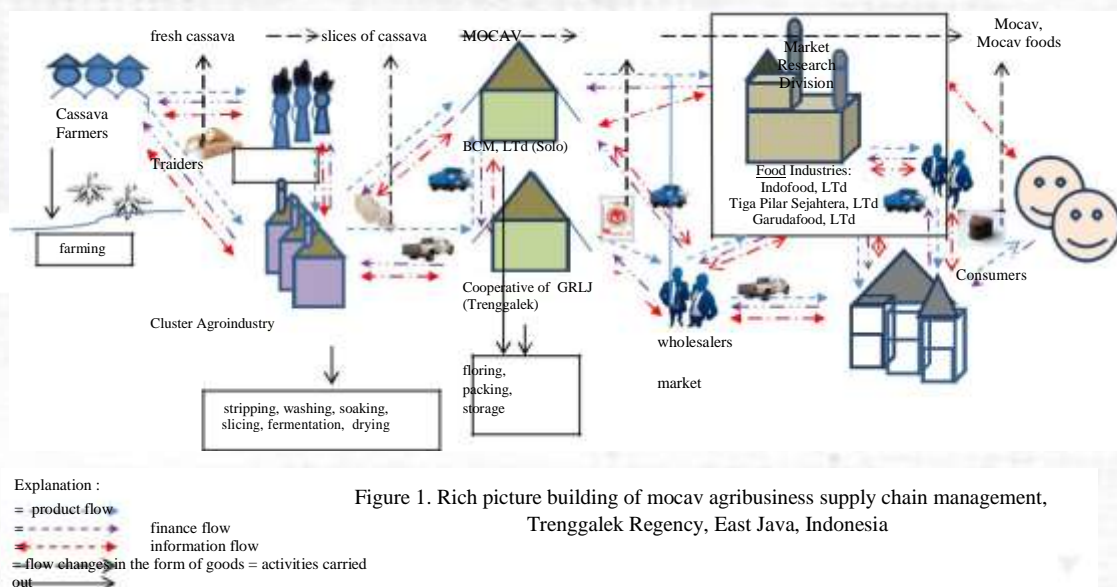 fresh cassava
slices of cassava
MOCAV
Mocav,
Mocav foods
Market
Research
Division
Cassava
Farmers
Traiders
BCM, LTd (Solo)
Food Industries:
Indofood, LTd
Tiga Pilar Sejahtera, LTd
Garudafood, LTd
farming
Cooperative of GRLJ
(Trenggalek)
Consumers
Cluster Agroindustry
wholesalers
market
floring,
packing,
storage
stripping, washing, soaking,
slicing, fermentation, drying
Explanation :
= product flow
= finance flow
= information flow
= flow changes in the form of goods = activities carried
out
Figure 1. Rich picture building of mocav agribusiness supply chain management,
Trenggalek Regency, East Java, Indonesia